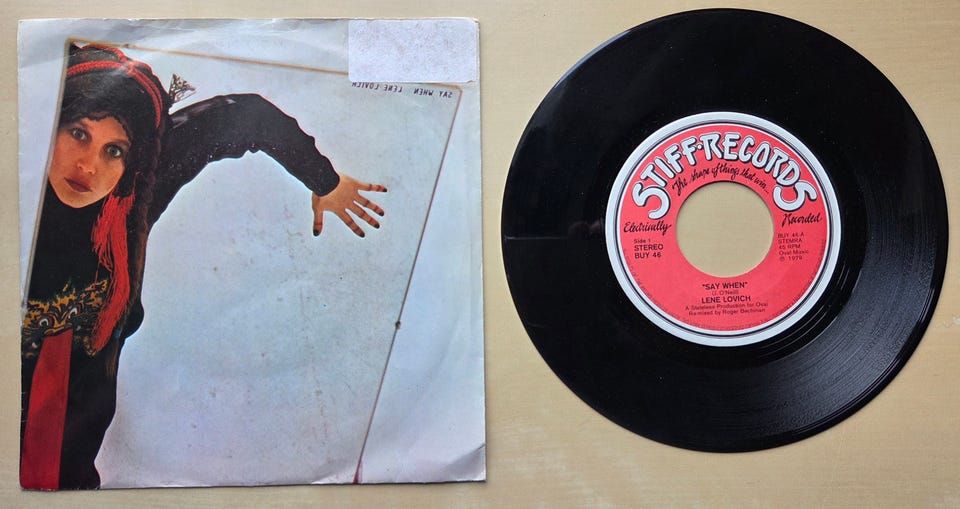 SAY WHEN LENE LOVICH
STIFF·RECORDS
The shape of things that win...
Electrically
Recorded
Side 1
STEREO
BUY 46
BUY 46-A
STEMRA
45 RPM
Oval Music
℗ 1979
"SAY WHEN"
(J. O'Neill)
LENE LOVICH
A Stateless Production for Oval
Remixed by Roger Bechirian